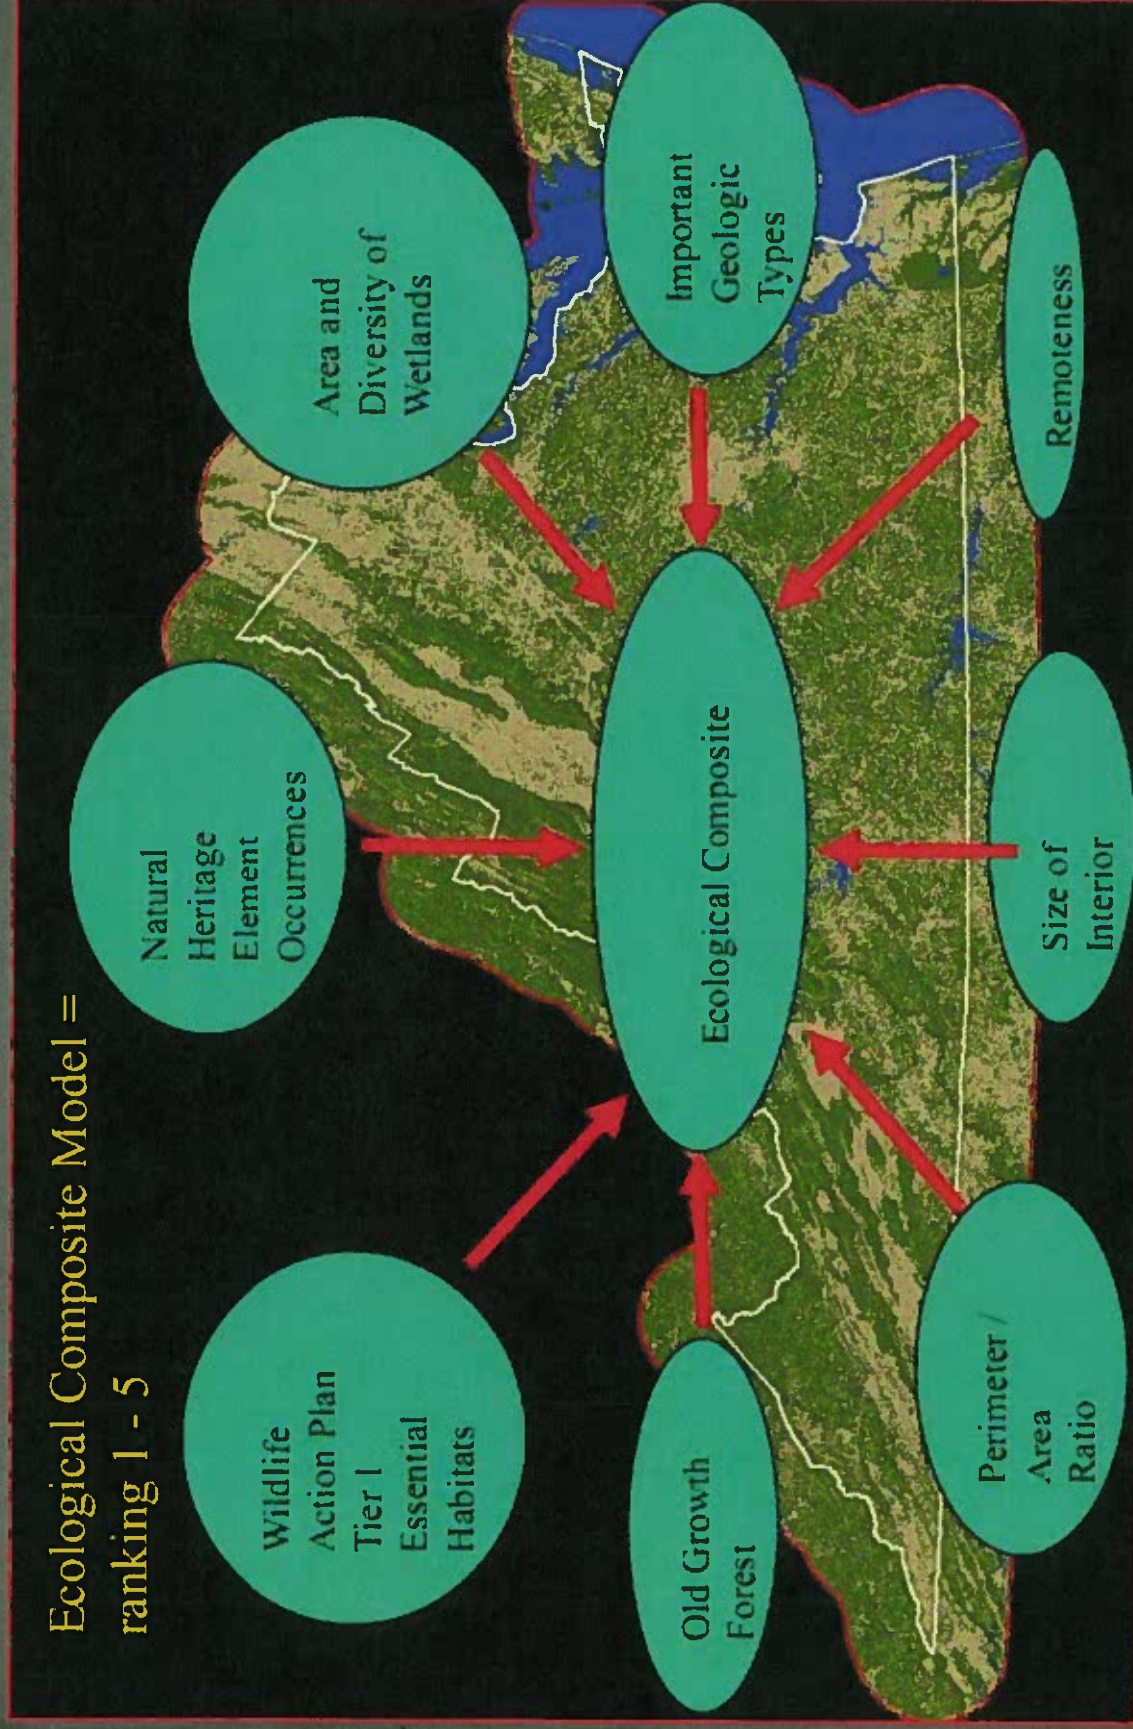 Ecological Composite Model =
ranking 1 - 5
Natural
Heritage
Element
Occurrences
Area and
Diversity of
Wetlands
Wildlife
Action Plan
Tier I
Essential
Habitats
Important
Geologic
Types
Old Growth
Forest
Ecological Composite
Perimeter /
Area
Ratio
Size of
Interior
Remoteness